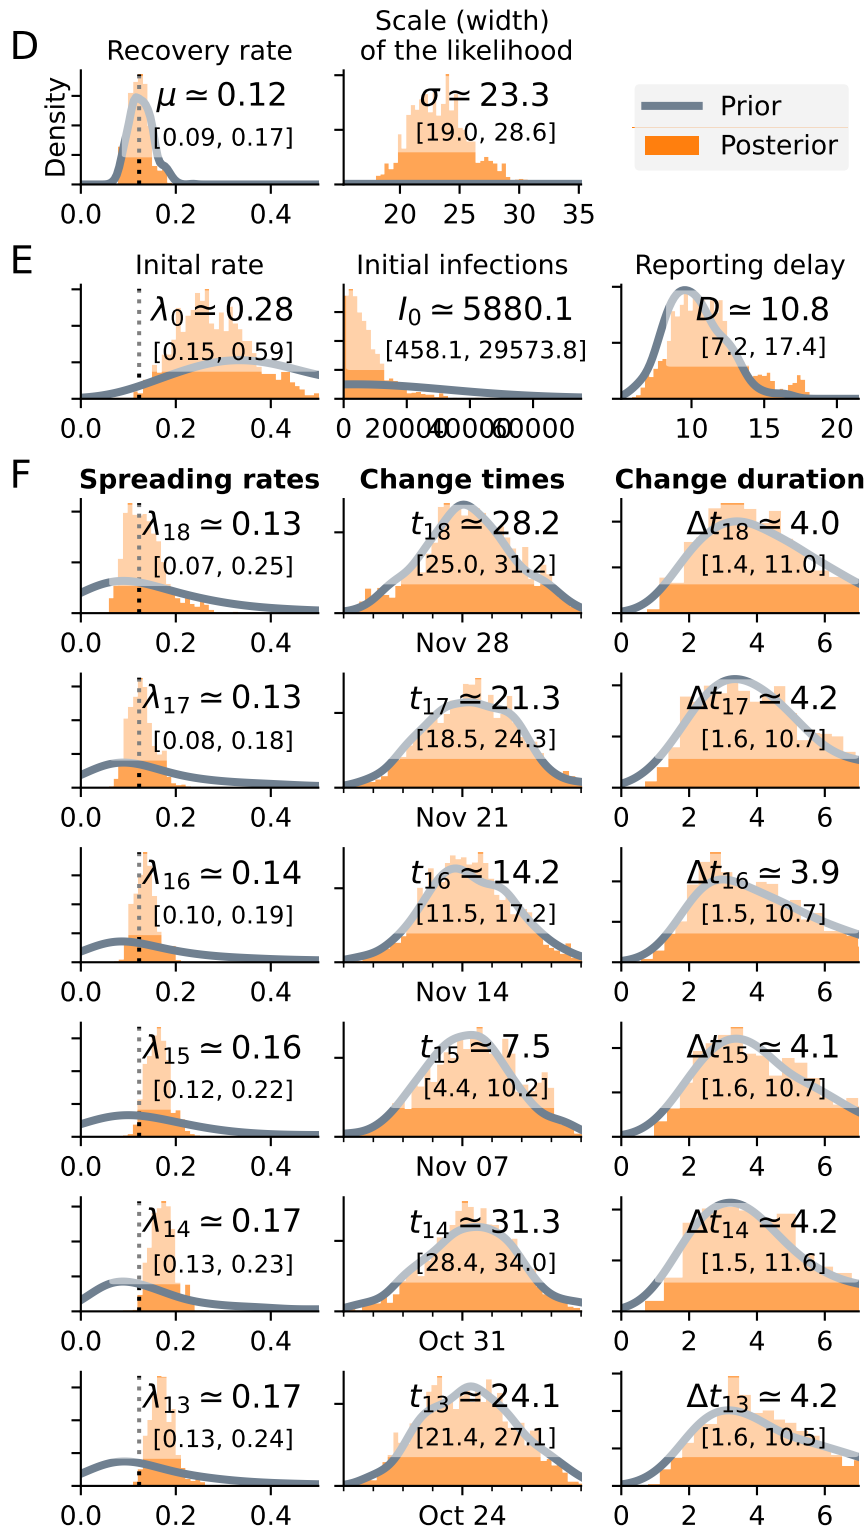 D
Recovery rate
Scale (width)
of the likelihood
Density
μ ≃ 0.12
[0.09, 0.17]
σ ≃ 23.3
[19.0, 28.6]
Prior
Posterior
0.0 0.2 0.4
20 25 30 35
E
Inital rate
Initial infections
Reporting delay
λ0 ≃ 0.28
[0.15, 0.59]
I0 ≃ 5880.1
[458.1, 29573.8]
D ≃ 10.8
[7.2, 17.4]
0.0 0.2 0.4
0 20000 40000 60000
10 15 20
F
Spreading rates Change times Change duration
λ18 ≃ 0.13
[0.07, 0.25]
t18 ≃ 28.2
[25.0, 31.2]
Δt18 ≃ 4.0
[1.4, 11.0]
0.0 0.2 0.4
Nov 28
0 2 4 6
λ17 ≃ 0.13
[0.08, 0.18]
t17 ≃ 21.3
[18.5, 24.3]
Δt17 ≃ 4.2
[1.6, 10.7]
0.0 0.2 0.4
Nov 21
0 2 4 6
λ16 ≃ 0.14
[0.10, 0.19]
t16 ≃ 14.2
[11.5, 17.2]
Δt16 ≃ 3.9
[1.5, 10.7]
0.0 0.2 0.4
Nov 14
0 2 4 6
λ15 ≃ 0.16
[0.12, 0.22]
t15 ≃ 7.5
[4.4, 10.2]
Δt15 ≃ 4.1
[1.6, 10.7]
0.0 0.2 0.4
Nov 07
0 2 4 6
λ14 ≃ 0.17
[0.13, 0.23]
t14 ≃ 31.3
[28.4, 34.0]
Δt14 ≃ 4.2
[1.5, 11.6]
0.0 0.2 0.4
Oct 31
0 2 4 6
λ13 ≃ 0.17
[0.13, 0.24]
t13 ≃ 24.1
[21.4, 27.1]
Δt13 ≃ 4.2
[1.6, 10.5]
0.0 0.2 0.4
Oct 24
0 2 4 6